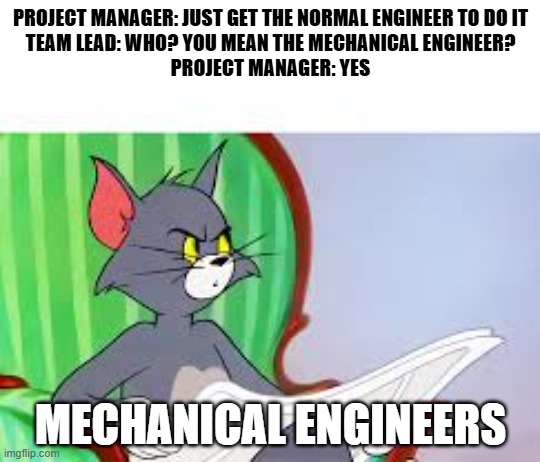 PROJECT MANAGER: JUST GET THE NORMAL ENGINEER TO DO IT
TEAM LEAD: WHO? YOU MEAN THE MECHANICAL ENGINEER?
PROJECT MANAGER: YES
MECHANICAL ENGINEERS
imgflip.com